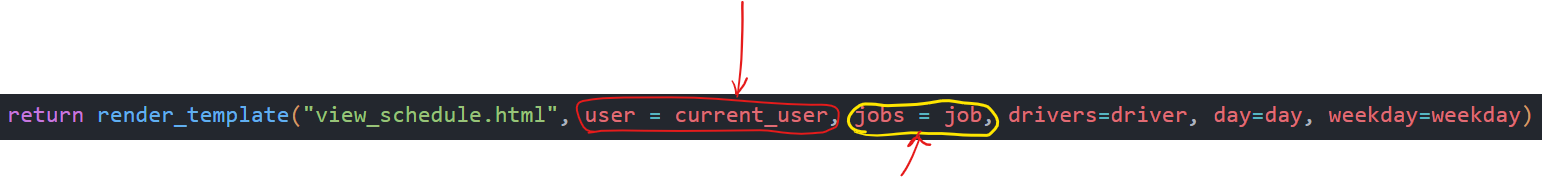 return render_template("view_schedule.html", user = current_user, jobs = job, drivers=driver, day=day, weekday=weekday)